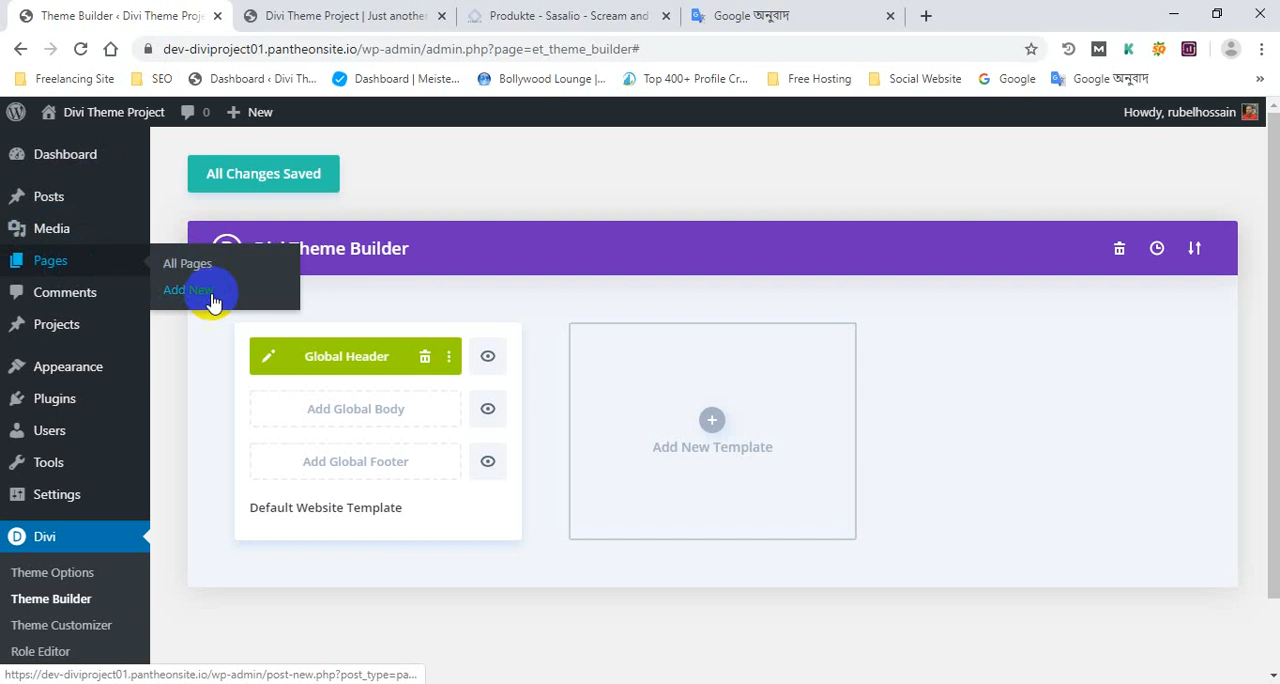 Theme Builder ‹ Divi Theme Proje
Divi Theme Project | Just another
Produkte - Sasalio - Scream and
Google অনুবাদ
dev-diviproject01.pantheonsite.io/wp-admin/admin.php?page=et_theme_builder#
Freelancing Site
SEO
Dashboard ‹ Divi Th...
Dashboard | Meiste...
Bollywood Lounge |...
Top 400+ Profile Cr...
Free Hosting
Social Website
Google
Google অনুবাদ
»
Divi Theme Project
0
New
Howdy, rubelhossain
Dashboard
Posts
Media
Pages
All Pages
Add New
Comments
Projects
Appearance
Plugins
Users
Tools
Settings
Divi
Theme Options
Theme Builder
Theme Customizer
Role Editor
All Changes Saved
Theme Builder
Global Header
Add Global Body
Add Global Footer
Default Website Template
Add New Template
https://dev-diviproject01.pantheonsite.io/wp-admin/post-new.php?post_type=pa...